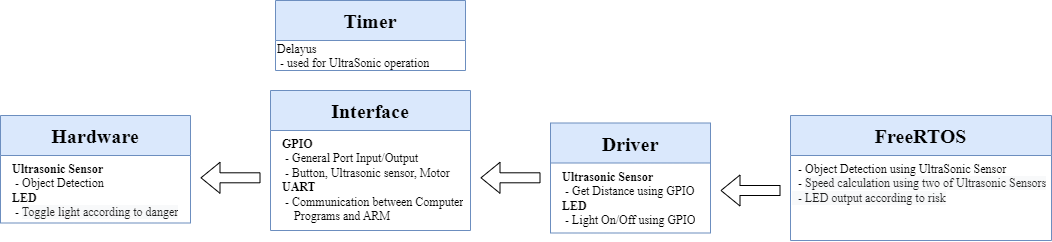 Timer
Delayus
- used for UltraSonic operation
Hardware
Ultrasonic Sensor
- Object Detection
LED
- Toggle light according to danger
Interface
GPIO
- General Port Input/Output
- Button, Ultrasonic sensor, Motor
UART
- Communication between Computer
Programs and ARM
Driver
Ultrasonic Sensor
- Get Distance using GPIO
LED
- Light On/Off using GPIO
FreeRTOS
- Object Detection using UltraSonic Sensor
- Speed calculation using two of Ultrasonic Sensors
- LED output according to risk